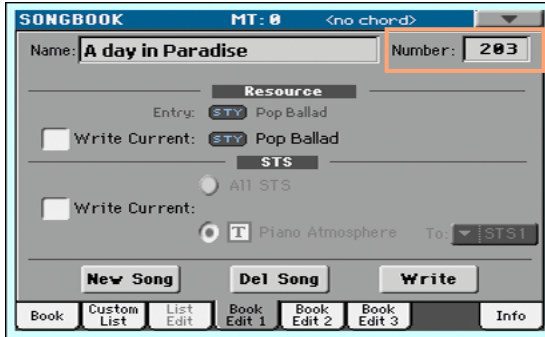 SONGBOOK MT: 0 <no chord>
Name: A day in Paradise Number: 203
Resource
Entry: STY Pop Ballad
Write Current: STY Pop Ballad
STS
All STS
Write Current:
T Piano Atmosphere To: STS1
New Song Del Song Write
Book Custom List List Edit Book Edit 1 Book Edit 2 Book Edit 3 Info